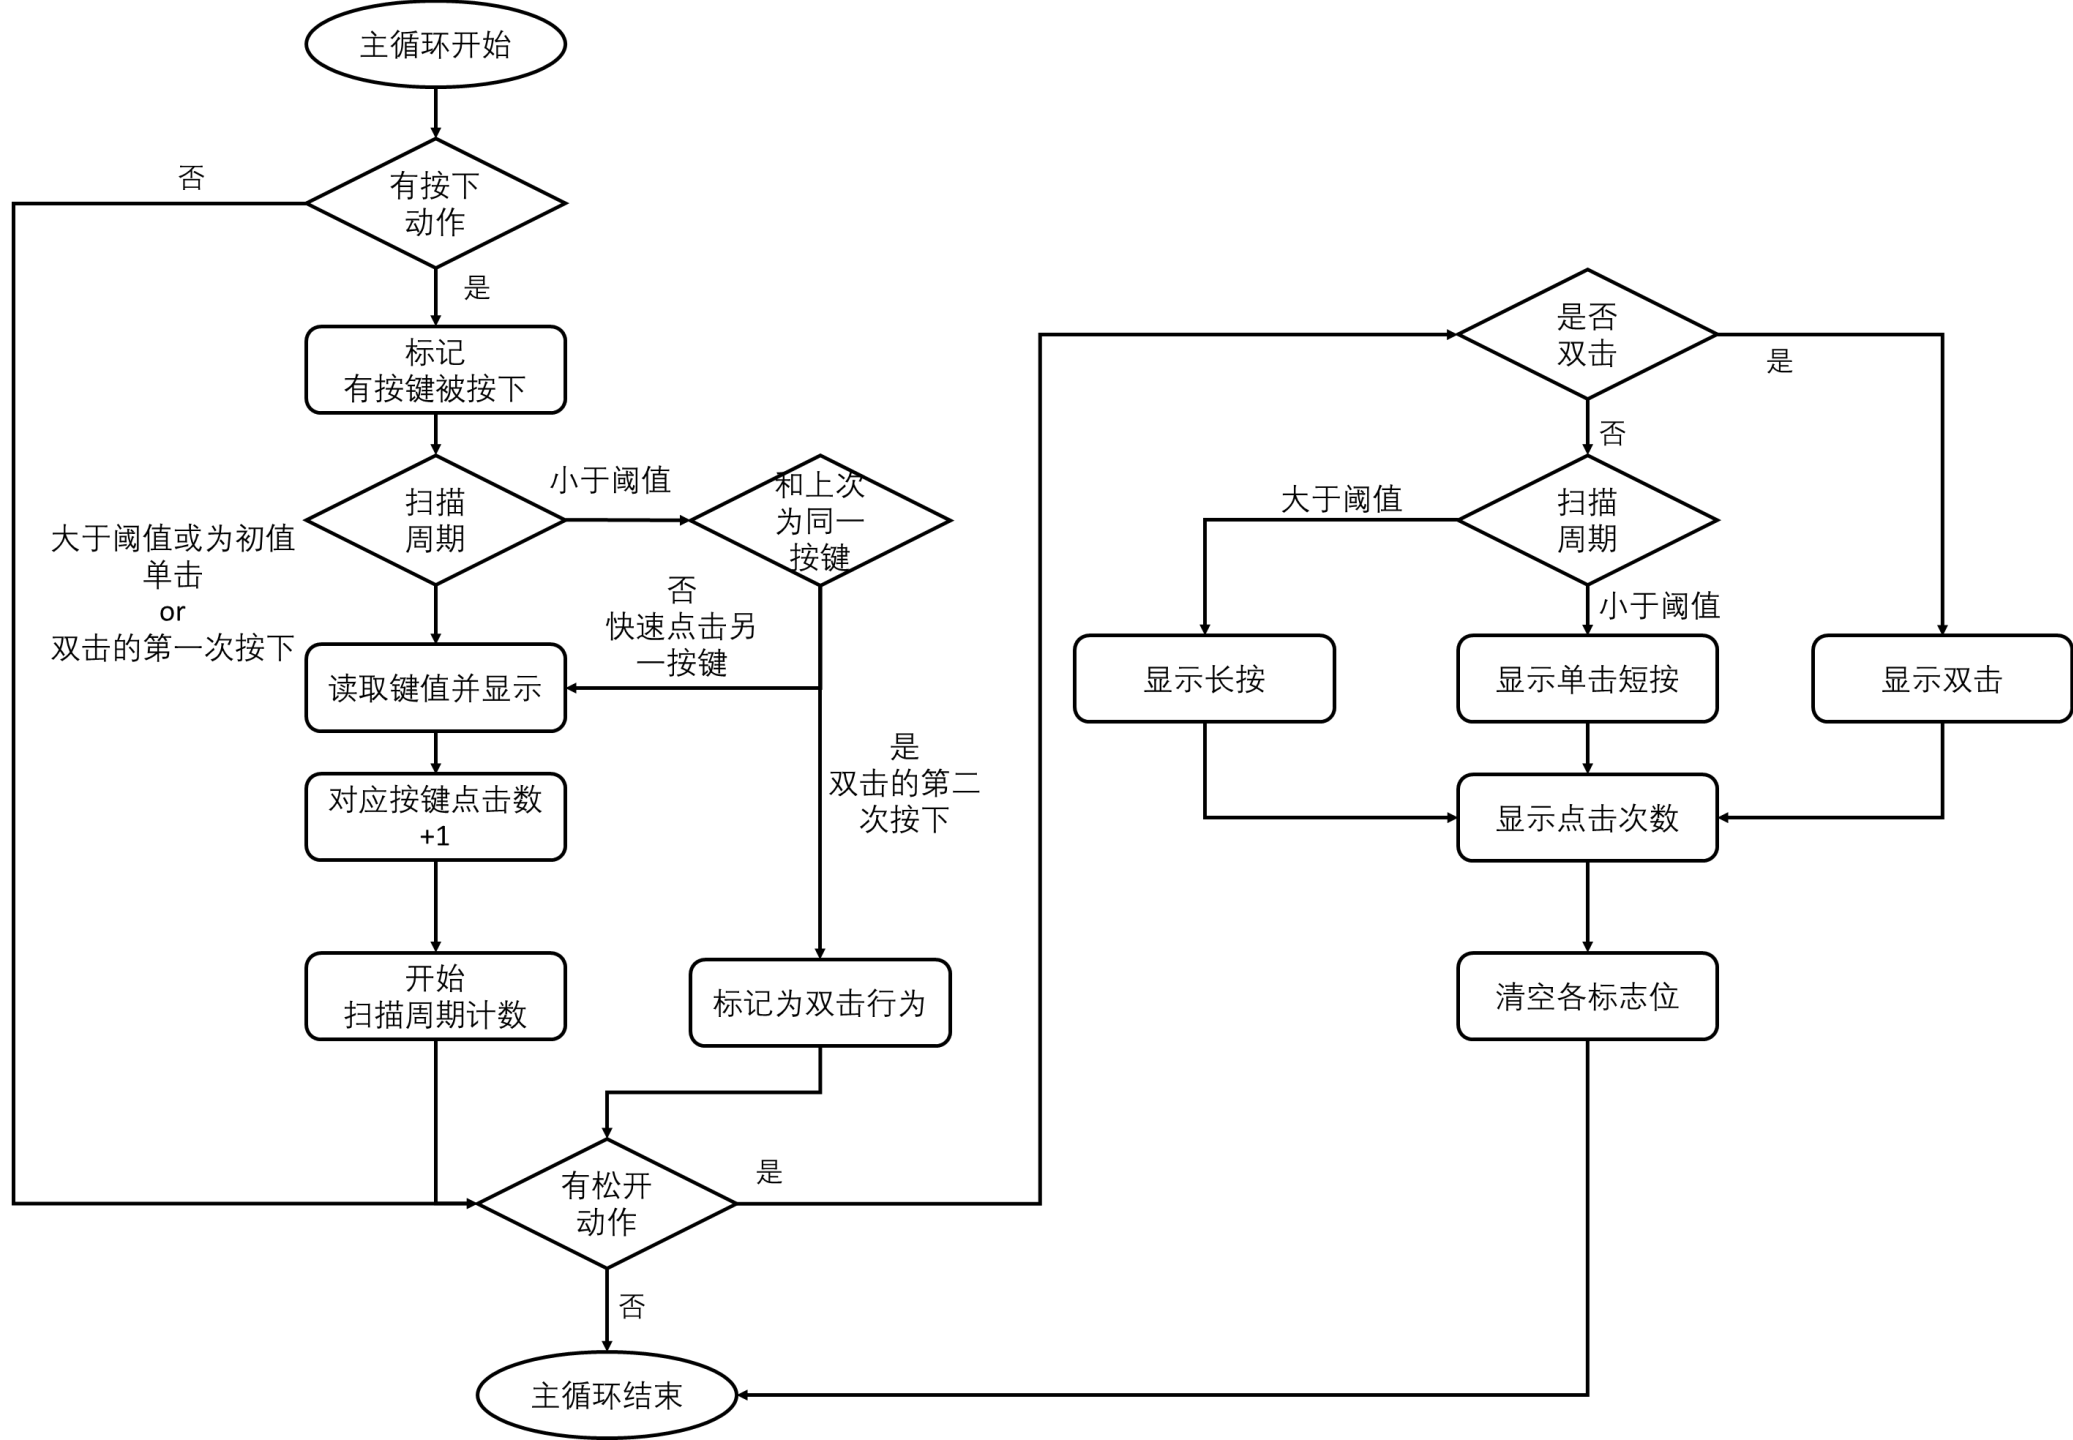 主循环开始
否
有按下
动作
是
标记
有按键被按下
扫描
周期
小于阈值
和上次
为同一
按键
大于阈值或为初值
单击
or
双击的第一次按下
否
快速点击另
一按键
读取键值并显示
是
双击的第二
次按下
对应按键点击数
+1
开始
扫描周期计数
标记为双击行为
有松开
动作
是
否
主循环结束
是否
双击
是
否
扫描
周期
大于阈值
小于阈值
显示长按
显示单击短按
显示双击
显示点击次数
清空各标志位